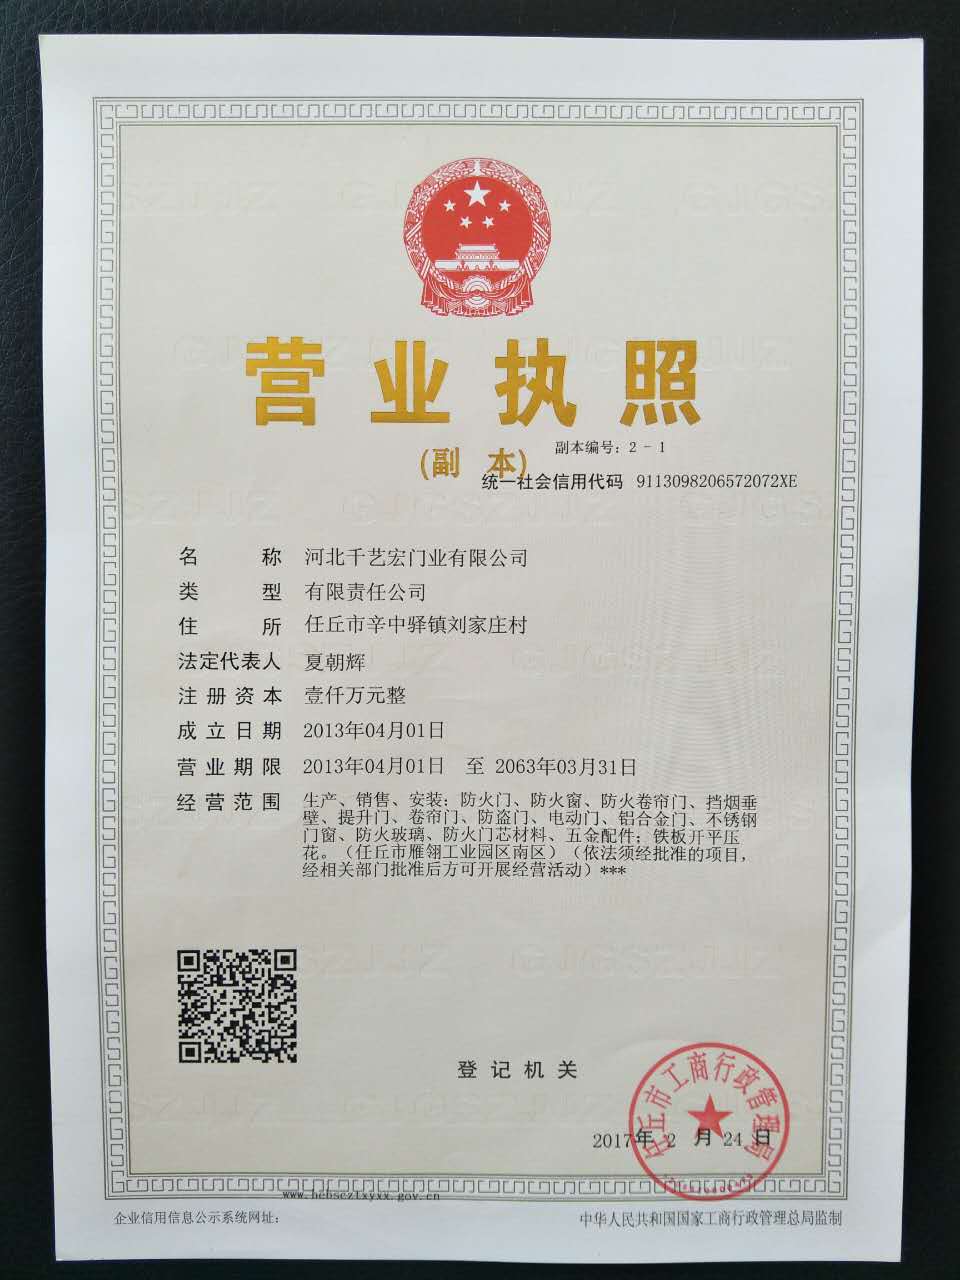 营业执照
(副 本)
副本编号：2－1
统一社会信用代码 9113098206572072XE
名称 河北千艺宏门业有限公司
类型 有限责任公司
住所 任丘市辛中驿镇刘家庄村
法定代表人 夏朝辉
注册资本 壹仟万元整
成立日期 2013年04月01日
营业期限 2013年04月01日 至 2063年03月31日
经营范围 生产、销售、安装：防火门、防火窗、防火卷帘门、挡烟垂
壁、提升门、卷帘门、防盗门、电动门、铝合金门、不锈钢
门窗、防火玻璃、防火门芯材料、五金配件；铁板开平压
花。（任丘市雁翎工业园区南区）（依法须经批准的项目，
经相关部门批准后方可开展经营活动）***
登记机关
任丘市工商行政管理局
2017年 2 月 24 日
www.hebscztxyxx.gov.cn
企业信用信息公示系统网址：
中华人民共和国国家工商行政管理总局监制